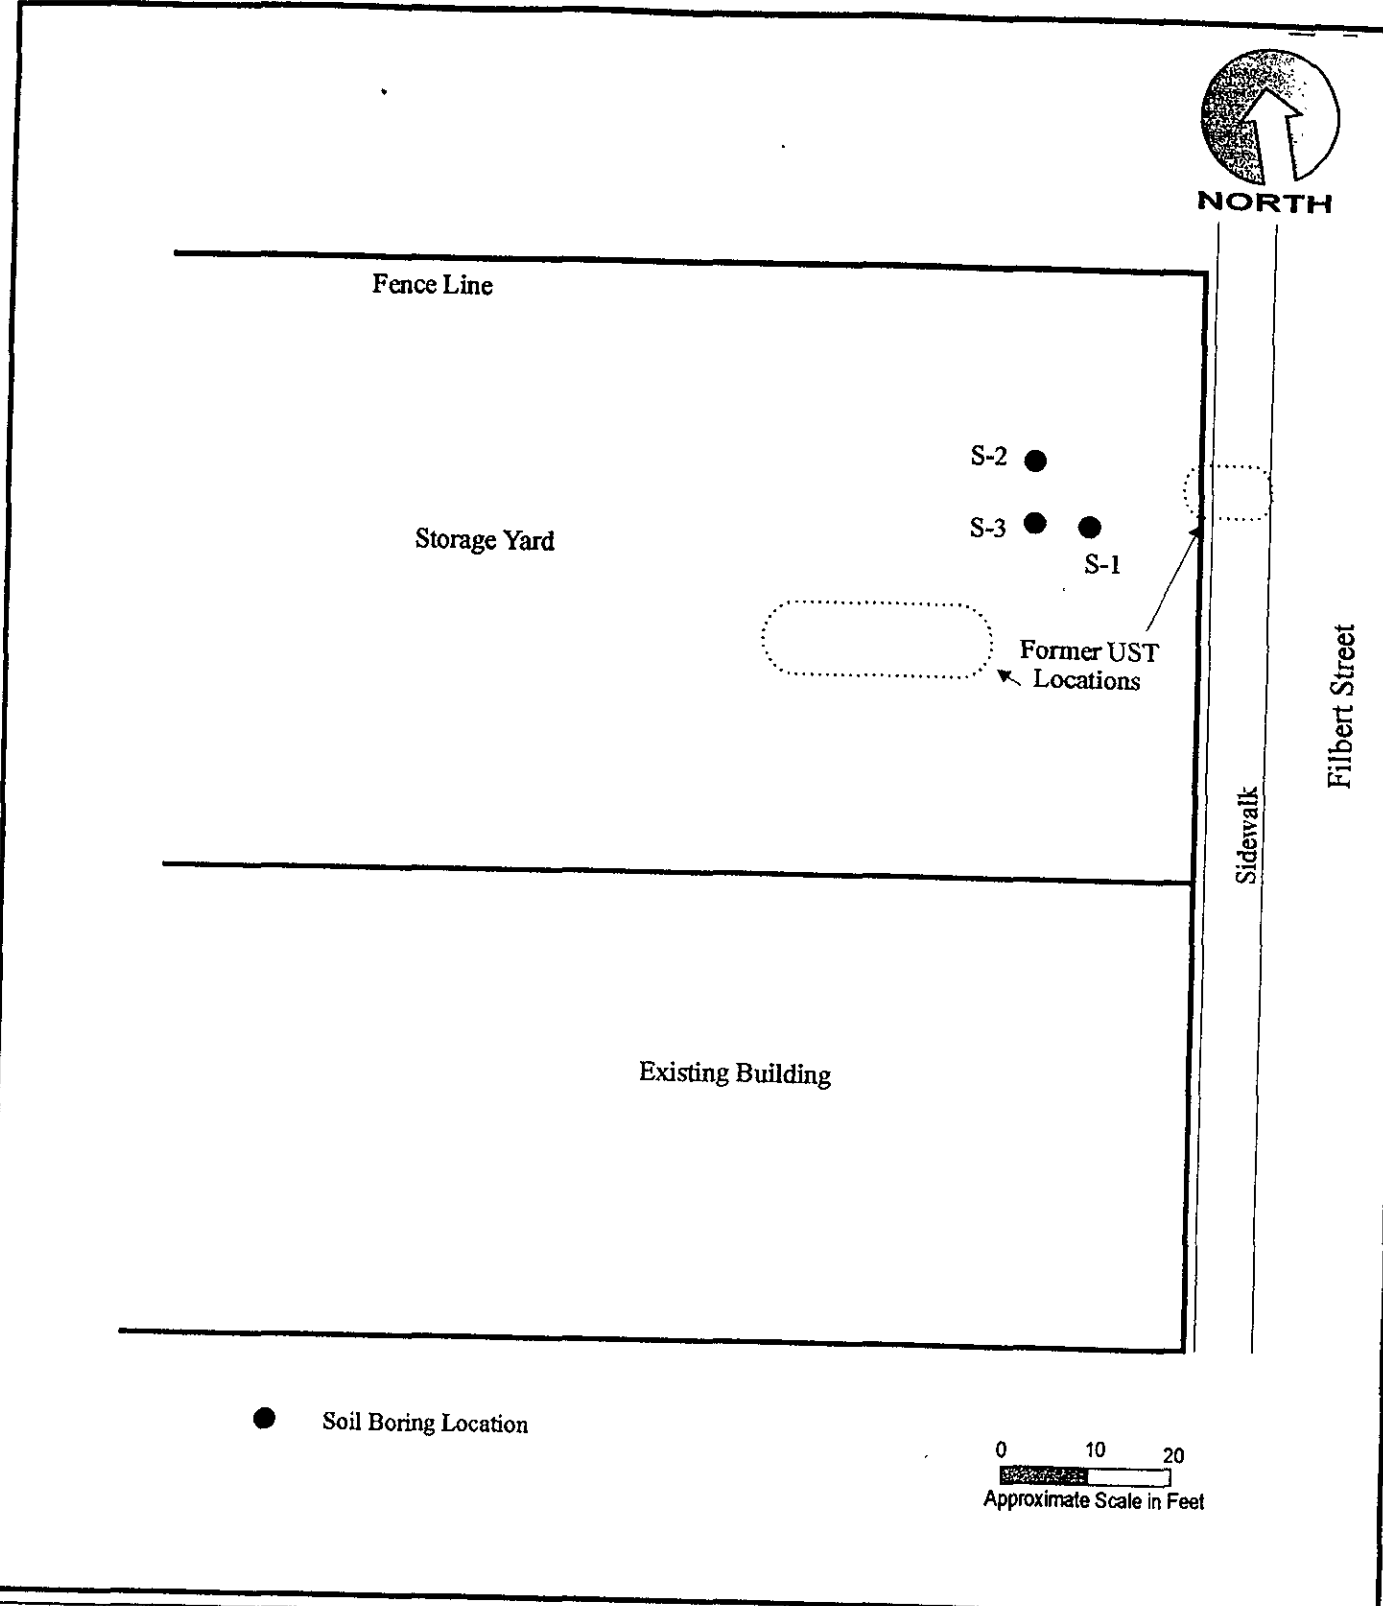 NORTH
Fence Line
S-2
S-3
S-1
Storage Yard
Former UST
Locations
Filbert Street
Sidewalk
Existing Building
Soil Boring Location
0 10 20
Approximate Scale in Feet